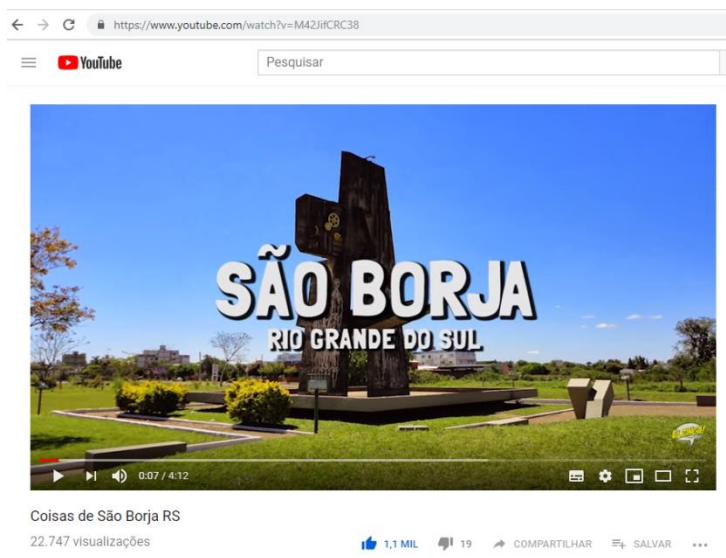 https://www.youtube.com/watch?v=M42JifCRC38
YouTube
Pesquisar
SÃO BORJA
RIO GRANDE DO SUL
0:07 / 4:12
Coisas de São Borja RS
22.747 visualizações
1,1 MIL
19
COMPARTILHAR
SALVAR